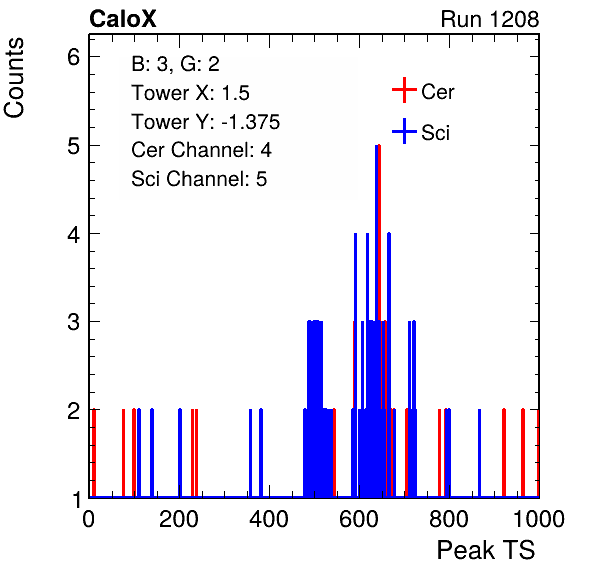 CaloX Run 1208
Counts
B: 3, G: 2
Tower X: 1.5
Tower Y: -1.375
Cer Channel: 4
Sci Channel: 5
Cer
Sci
6
5
4
3
2
1
0 200 400 600 800 1000
Peak TS